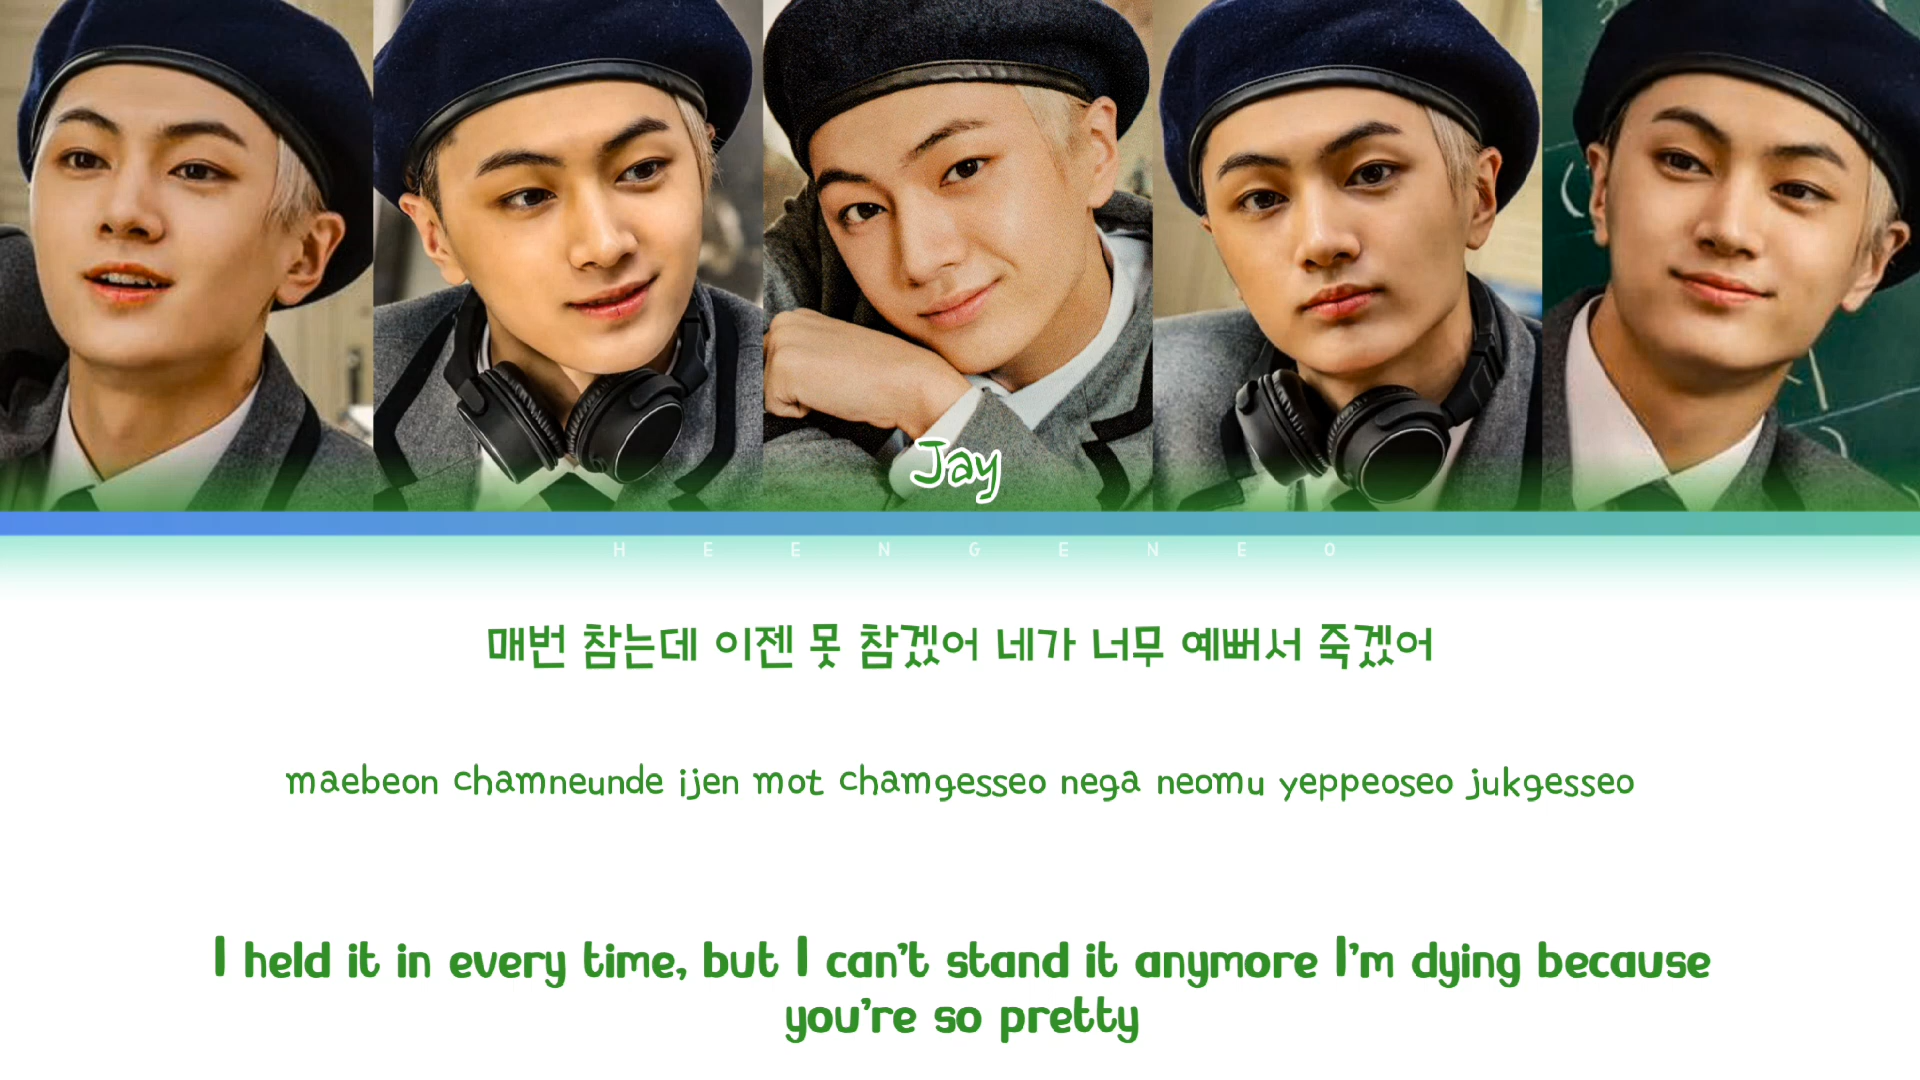 Jay
HEENGENEO
매번 참는데 이젠 못 참겠어 네가 너무 예뻐서 죽겠어
maebeon chamneunde ijen mot chamgesseo nega neomu yeppeoseo jukgesseo
I held it in every time, but I can't stand it anymore I'm dying because
you're so pretty